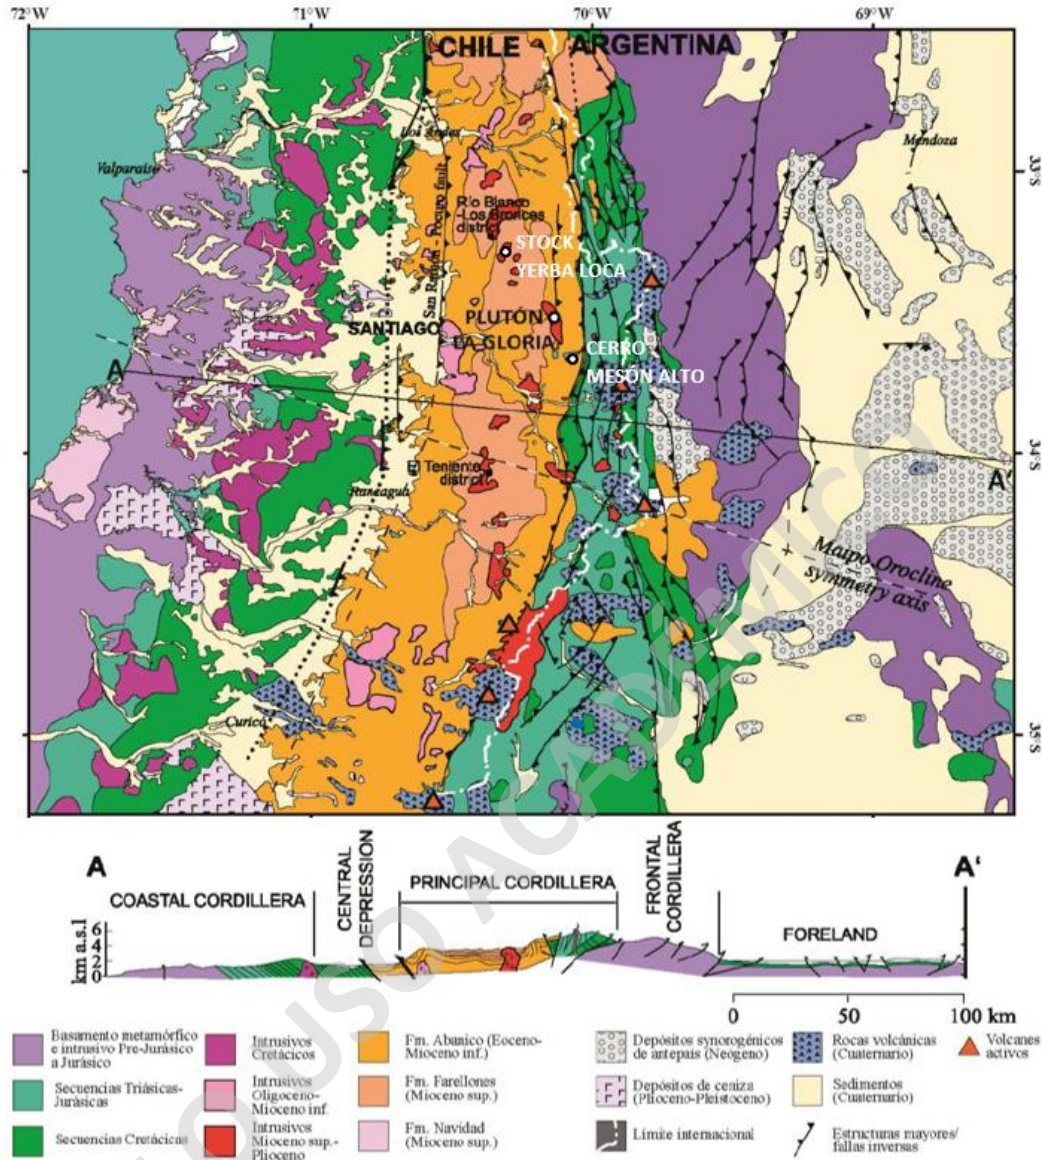 72°W 71°W 70°W 69°W
CHILE ARGENTINA
Los Andes
Mendoza
Valparaíso
33°S
San Ramón - Pocuro fault
Río Blanco
-Los Bronces
district
STOCK
YERBA LOCA
SANTIAGO
PLUTÓN
LA GLORIA
CERRO
MESÓN ALTO
A
34°S
El Teniente
district
A'
Rancagua
Maipo Orocline
symmetry axis
Curicó
35°S
A A'
COASTAL CORDILLERA
CENTRAL
DEPRESSION
PRINCIPAL CORDILLERA
FRONTAL
CORDILLERA
FORELAND
km a.s.l
6
4
2
0
0 50 100 km
Basamento metamórfico
e intrusivo Pre-Jurásico
a Jurásico
Secuencias Triásicas-
Jurásicas
Secuencias Cretácicas
Intrusivos
Cretácicos
Intrusivos
Oligoceno-
Mioceno inf.
Intrusivos
Mioceno sup.-
Plioceno
Fm. Abanico (Eoceno-
Mioceno inf.)
Fm. Farellones
(Mioceno sup.)
Fm. Navidad
(Mioceno sup.)
Depósitos synorogénicos
de antepaís (Neógeno)
Depósitos de ceniza
(Plioceno-Pleistoceno)
Límite internacional
Rocas volcánicas
(Cuaternario)
Sedimentos
(Cuaternario)
Estructuras mayores/
fallas inversas
Volcanes
activos
O USO ACADÉMICO